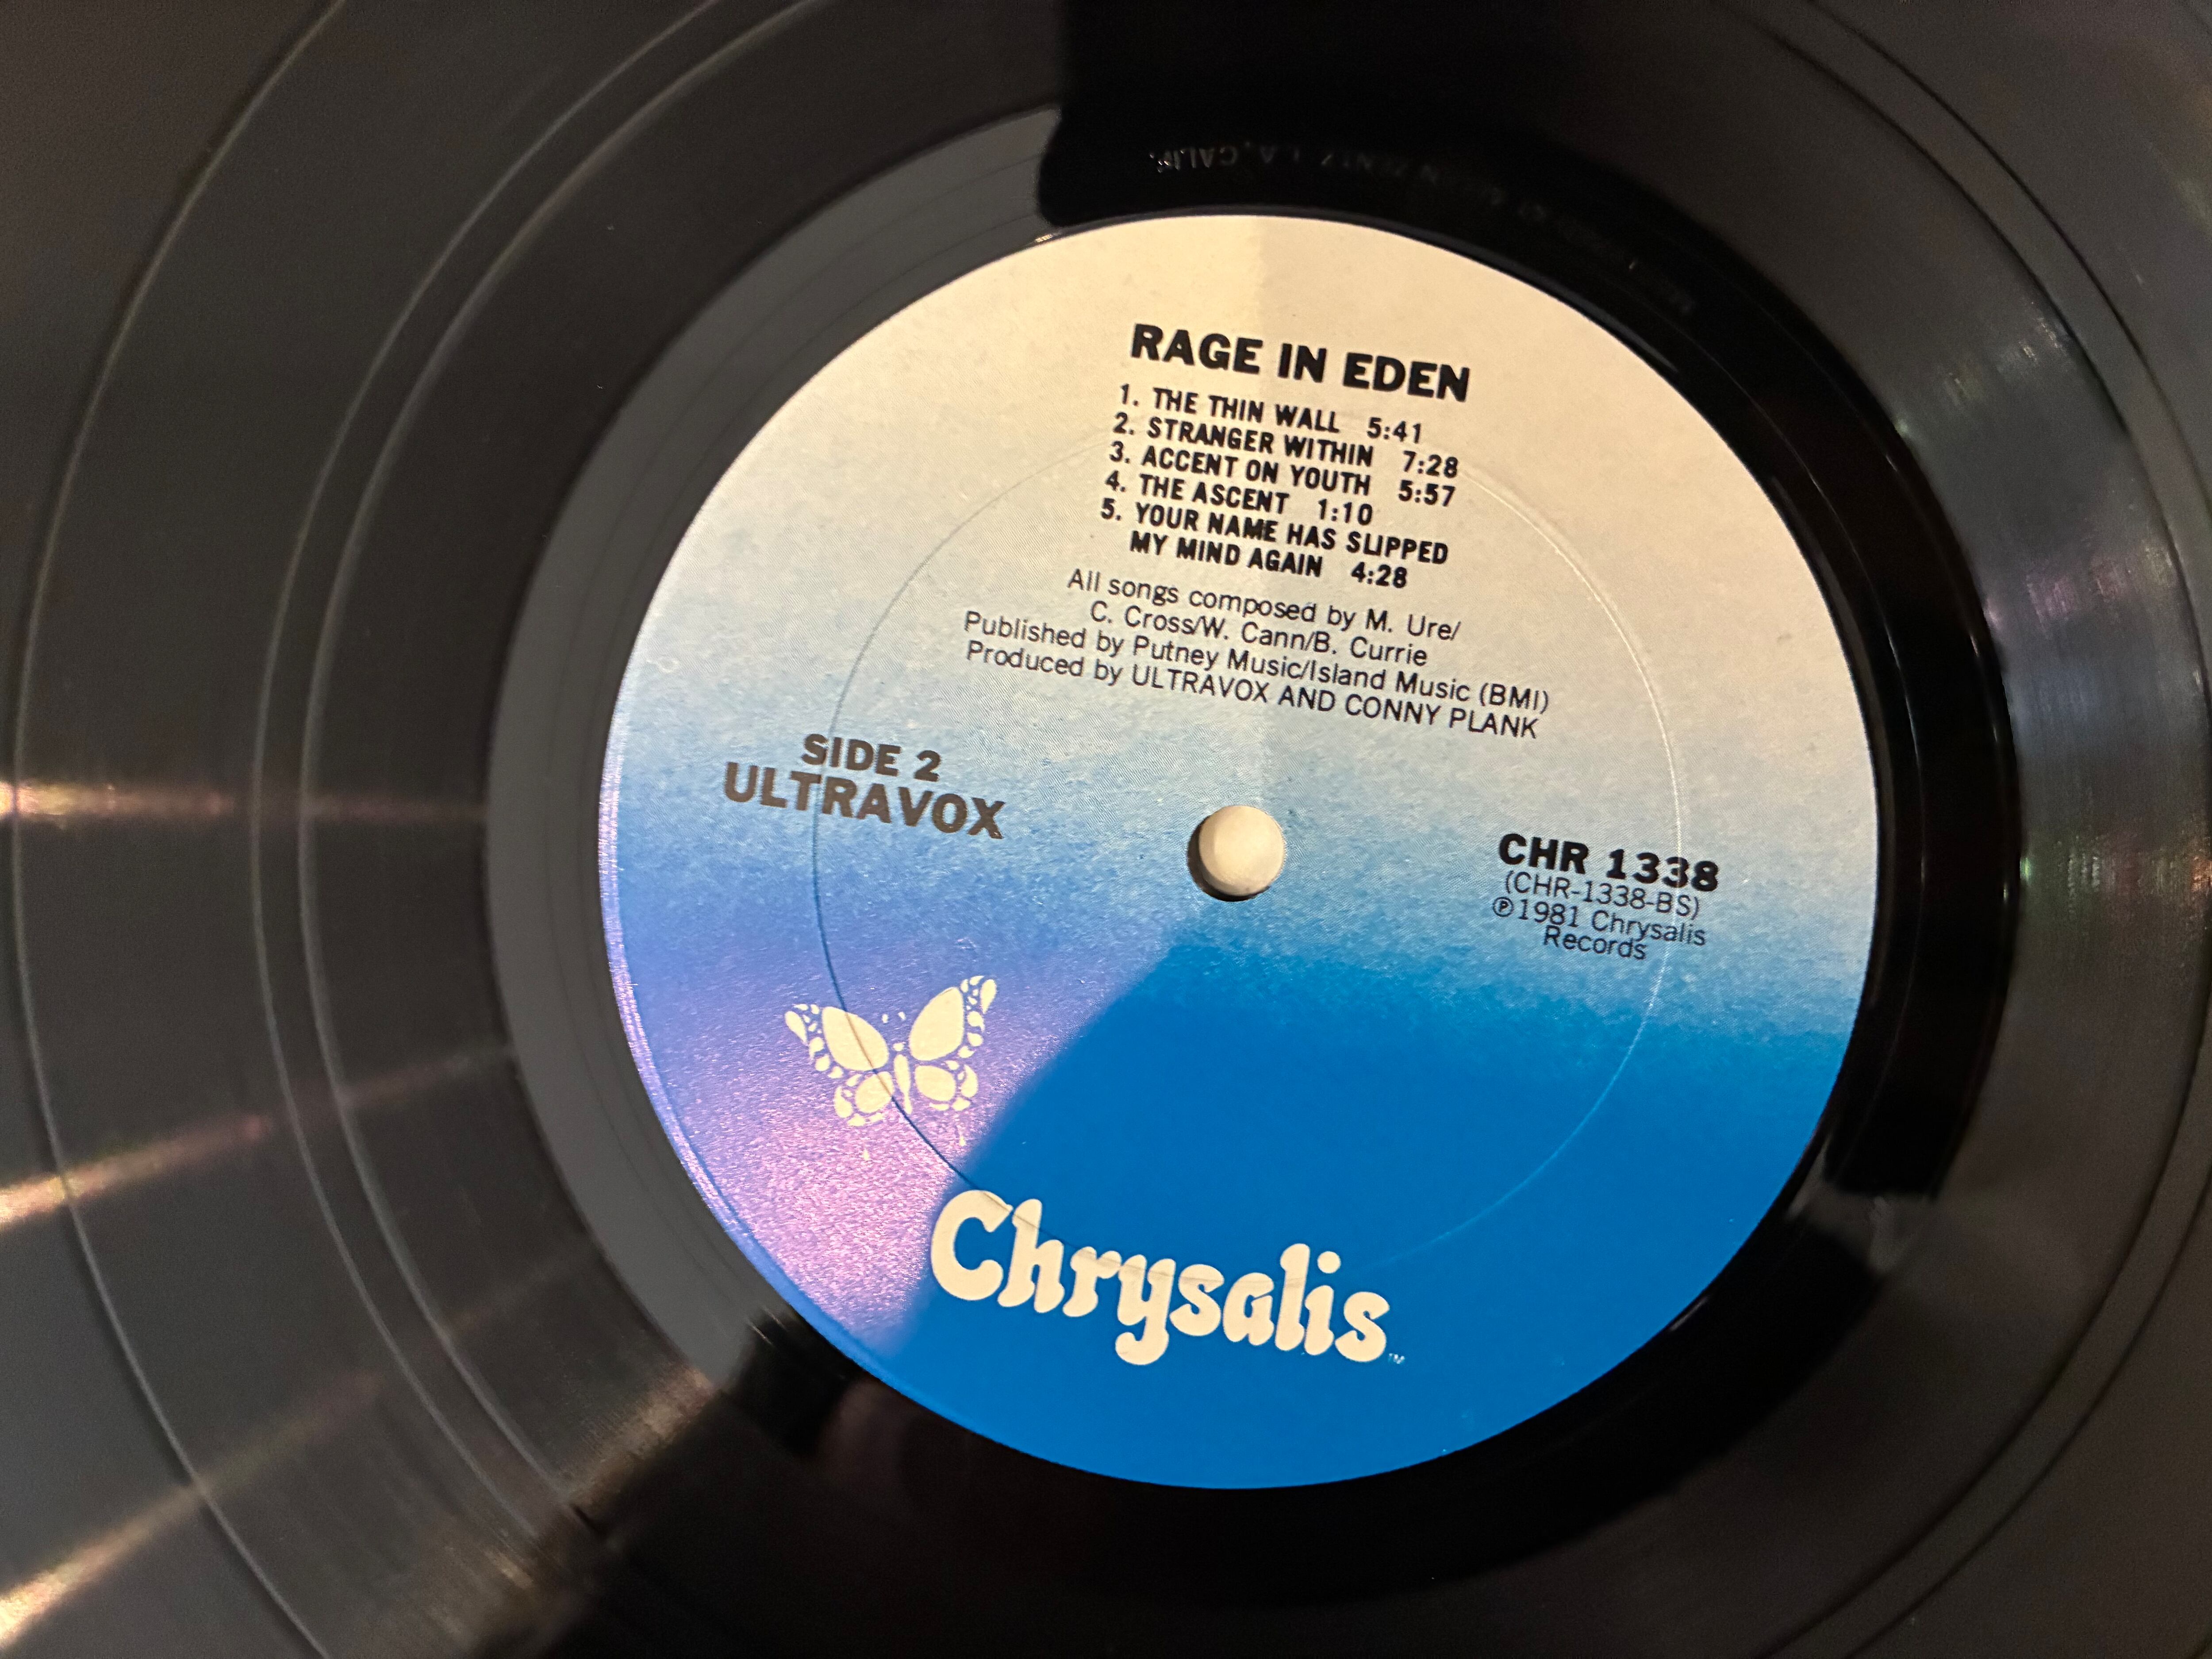 RAGE IN EDEN
1. THE THIN WALL 5:41
2. STRANGER WITHIN 7:28
3. ACCENT ON YOUTH 5:57
4. THE ASCENT 1:10
5. YOUR NAME HAS SLIPPED
MY MIND AGAIN 4:28
All songs composed by M. Ure/
C. Cross/W. Cann/B. Currie
Published by Putney Music/Island Music (BMI)
Produced by ULTRAVOX AND CONNY PLANK
SIDE 2
ULTRAVOX
CHR 1338
(CHR-1338-BS)
℗1981 Chrysalis
Records
Chrysalis™
L.A. CALIF.